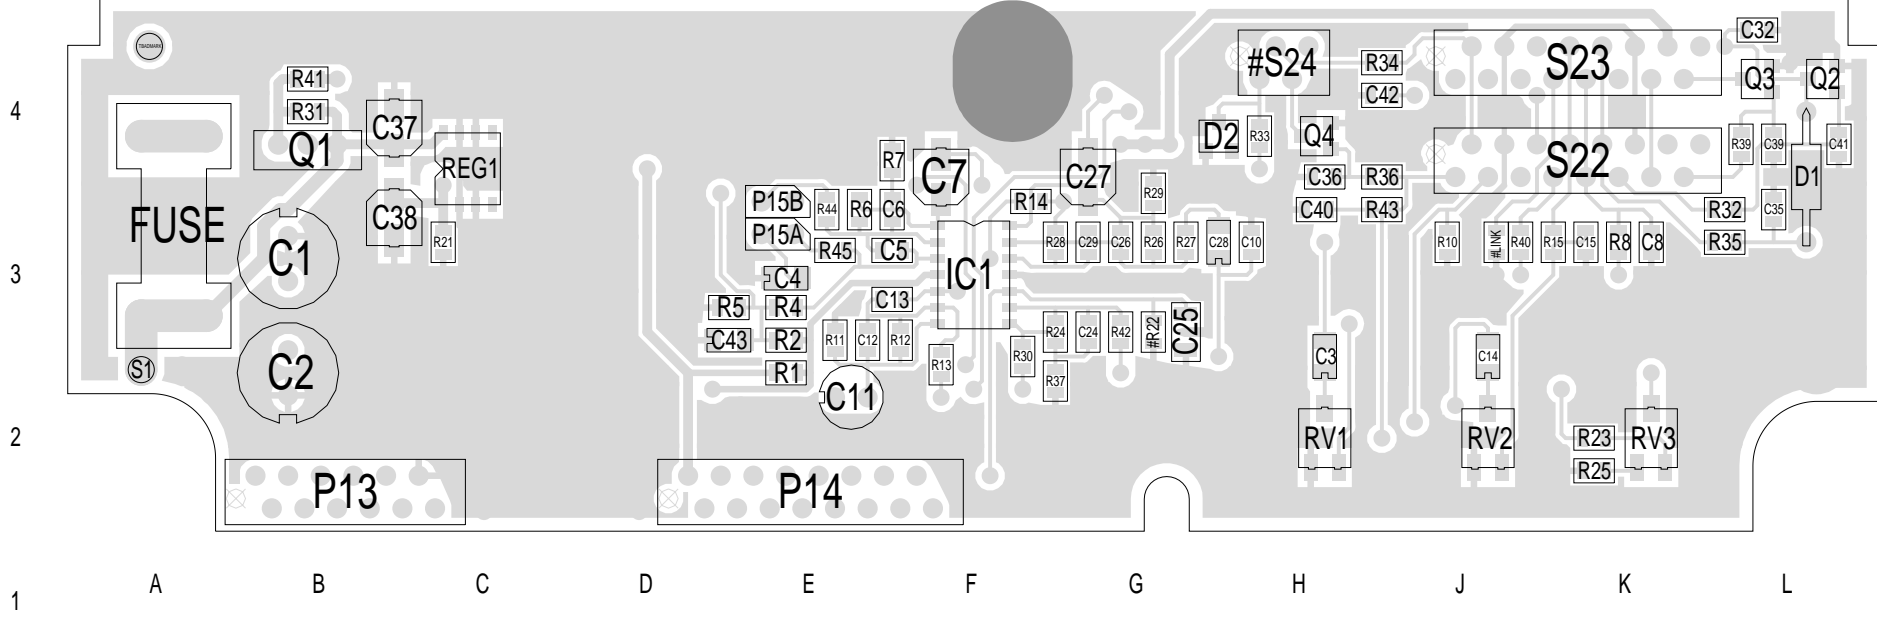 C32
TBADMARK
#S24
R34
S23
Q3
Q2
R41
C42
4
R31
C37
Q1
D2
R33
Q4
S22
R39
C39
C41
R7
REG1
C7
C27
C36
R36
D1
P15B
R44
R6
C6
R14
R29
C40
R43
R32
C35
FUSE
C38
P15A
R45
C5
R21
R28
C29
C26
R26
R27
C28
C10
R10
#LINK
R40
R15
C15
R8
C8
R35
C1
3
C4
IC1
R5
R4
C13
C43
R2
R11
C12
R12
R24
C24
R42
#R22
C25
S1
C2
R1
R13
R30
R37
C3
C14
C11
2
RV1
RV2
R23
RV3
R25
P13
P14
A
B
C
D
E
F
G
H
J
K
L
1